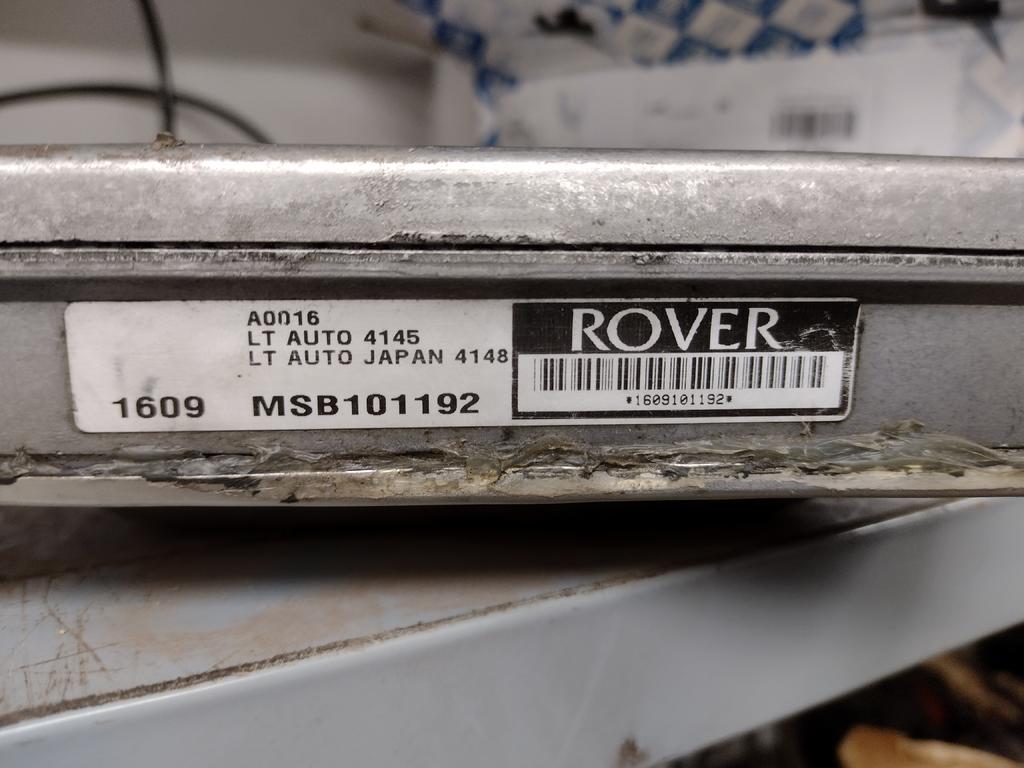 A0016
LT AUTO 4145
LT AUTO JAPAN 4148
1609 MSB101192
ROVER
*1609101192*